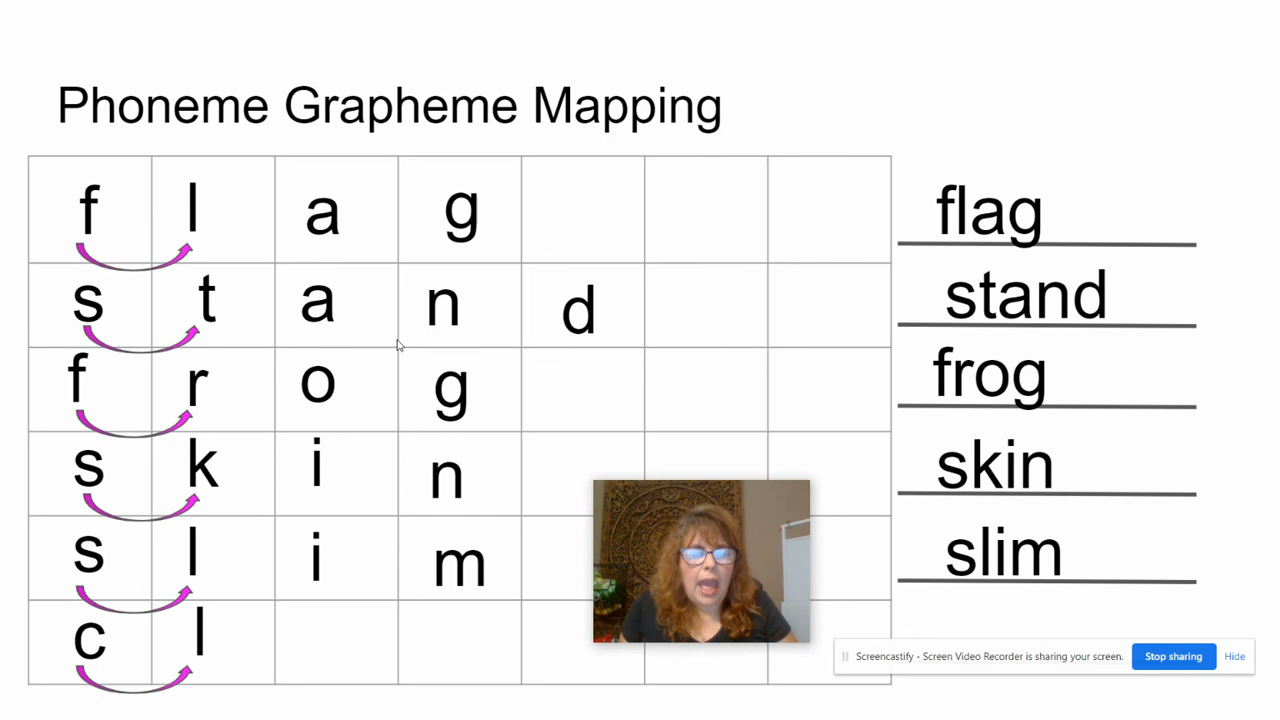 Phoneme Grapheme Mapping
f l a g flag
s t a n d stand
f r o g frog
s k i n skin
s l i m slim
c l
Screencastify - Screen Video Recorder is sharing your screen. Stop sharing Hide